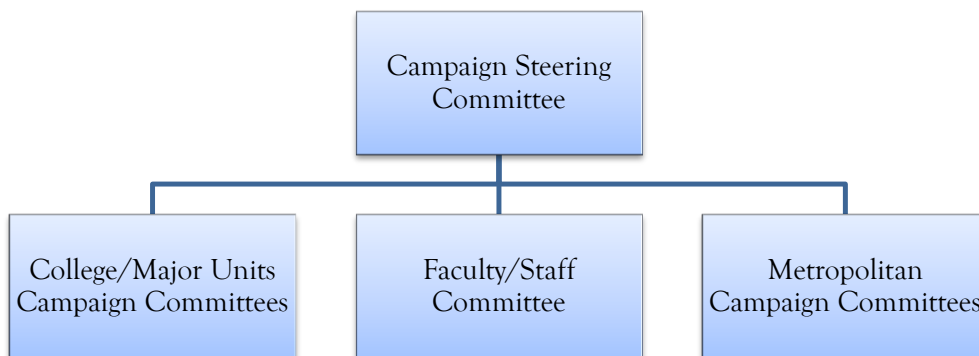 Campaign Steering
Committee
College/Major Units
Campaign Committees
Faculty/Staff
Committee
Metropolitan
Campaign Committees